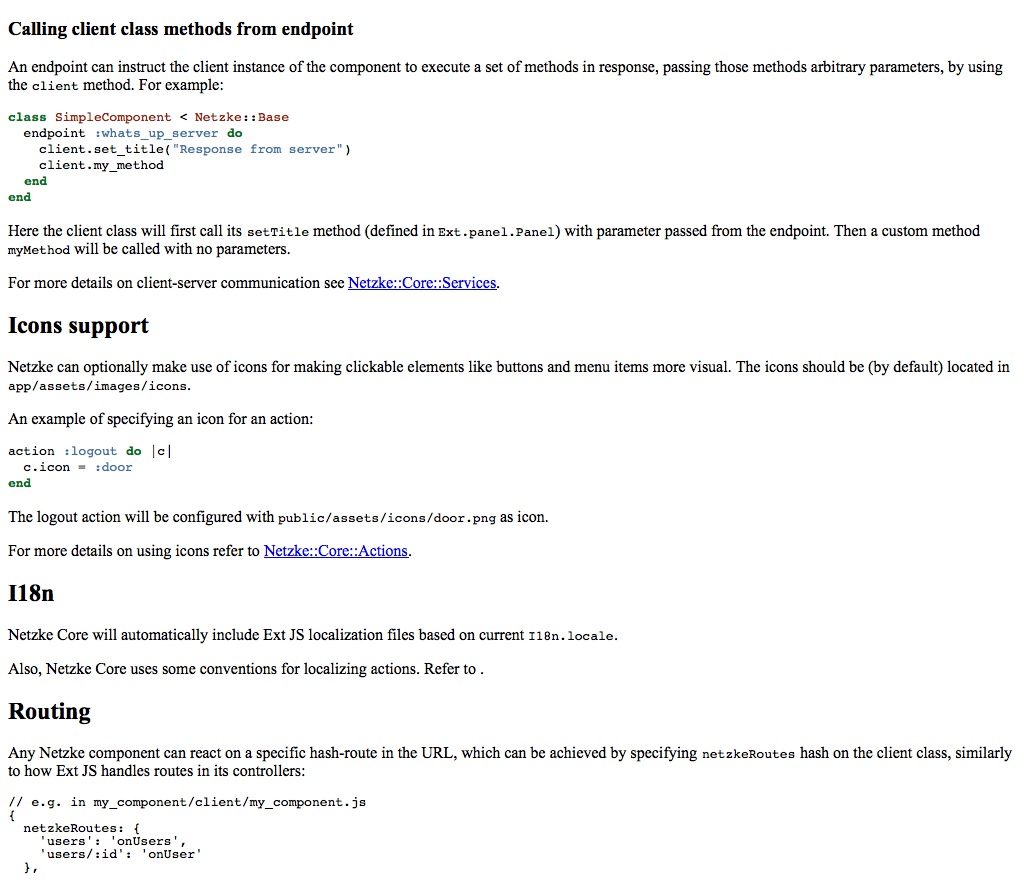 Calling client class methods from endpoint
An endpoint can instruct the client instance of the component to execute a set of methods in response, passing those methods arbitrary parameters, by using
the client method. For example:
class SimpleComponent < Netzke::Base
  endpoint :whats_up_server do
    client.set_title("Response from server")
    client.my_method
  end
end
Here the client class will first call its setTitle method (defined in Ext.panel.Panel) with parameter passed from the endpoint. Then a custom method
myMethod will be called with no parameters.
For more details on client-server communication see Netzke::Core::Services.
Icons support
Netzke can optionally make use of icons for making clickable elements like buttons and menu items more visual. The icons should be (by default) located in
app/assets/images/icons.
An example of specifying an icon for an action:
action :logout do |c|
  c.icon = :door
end
The logout action will be configured with public/assets/icons/door.png as icon.
For more details on using icons refer to Netzke::Core::Actions.
I18n
Netzke Core will automatically include Ext JS localization files based on current I18n.locale.
Also, Netzke Core uses some conventions for localizing actions. Refer to .
Routing
Any Netzke component can react on a specific hash-route in the URL, which can be achieved by specifying netzkeRoutes hash on the client class, similarly
to how Ext JS handles routes in its controllers:
// e.g. in my_component/client/my_component.js
{
  netzkeRoutes: {
    'users': 'onUsers',
    'users/:id': 'onUser'
  },